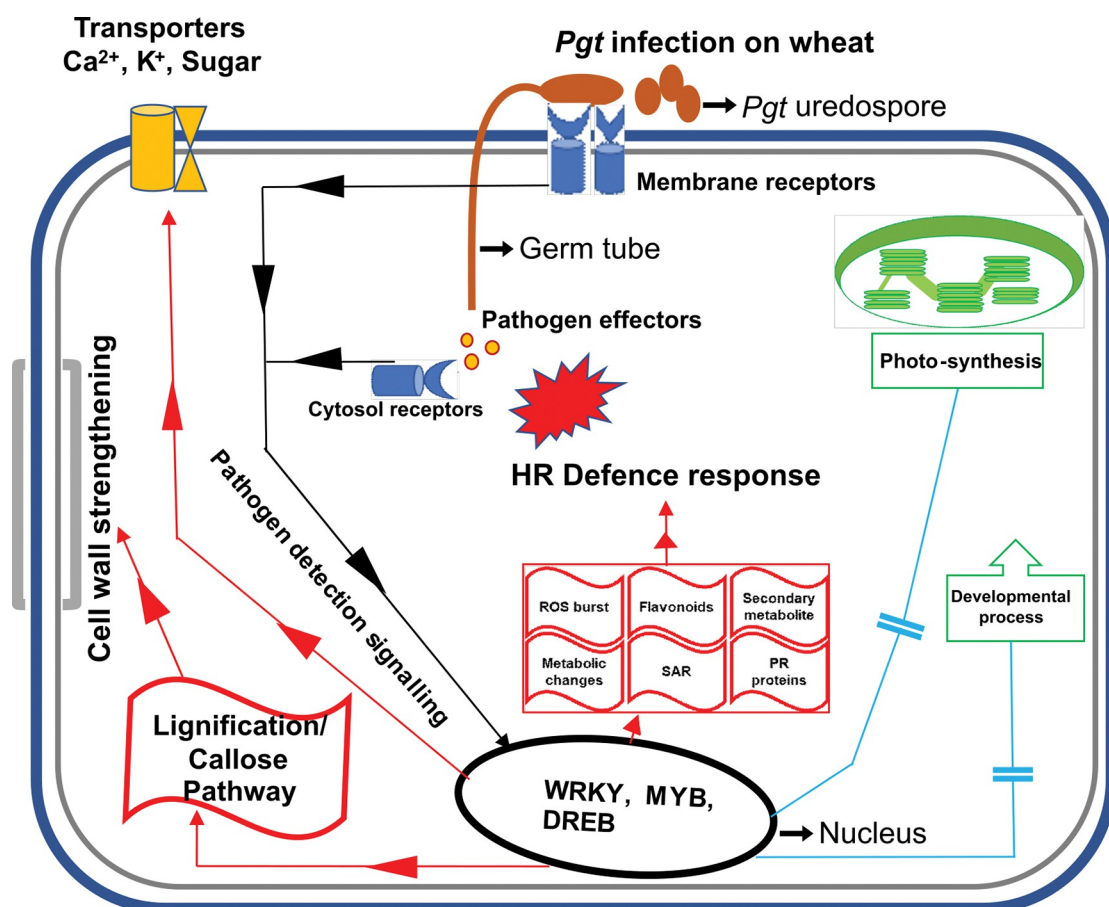 Transporters
Ca²⁺, K⁺, Sugar
Pgt infection on wheat
Pgt uredospore
Membrane receptors
Germ tube
Pathogen effectors
Cytosol receptors
Photo-synthesis
Cell wall strengthening
HR Defence response
Pathogen detection signalling
ROS burst
Flavonoids
Secondary
metabolite
Metabolic
changes
SAR
PR
proteins
Developmental
process
Lignification/
Callose
Pathway
WRKY, MYB,
DREB
Nucleus